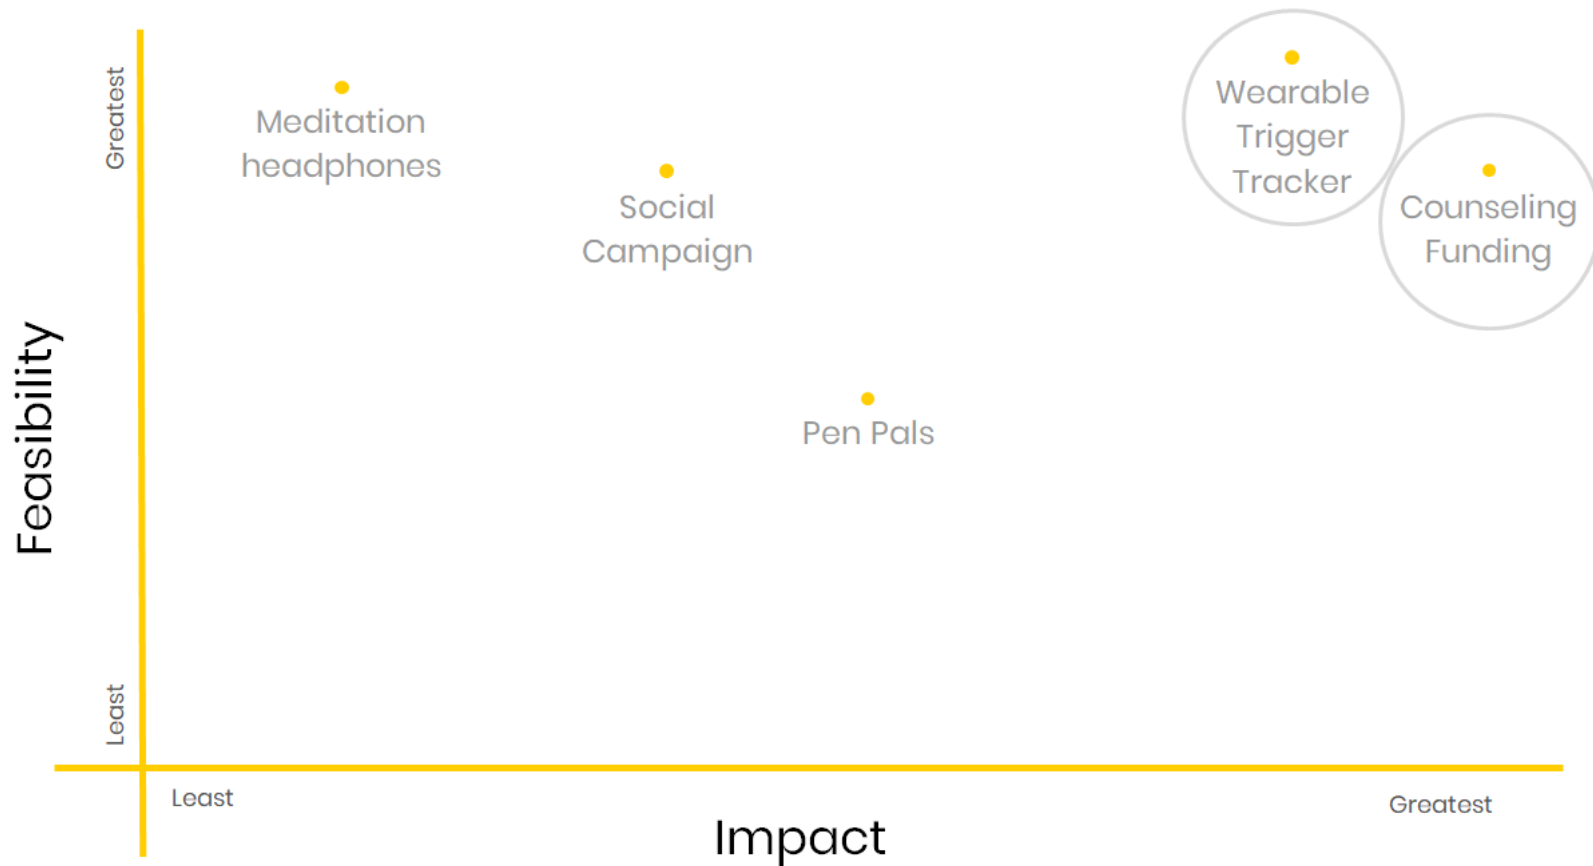 Greatest
Meditation
headphones
Social
Campaign
Wearable
Trigger
Tracker
Counseling
Funding
Feasibility
Pen Pals
Least
Least
Greatest
Impact